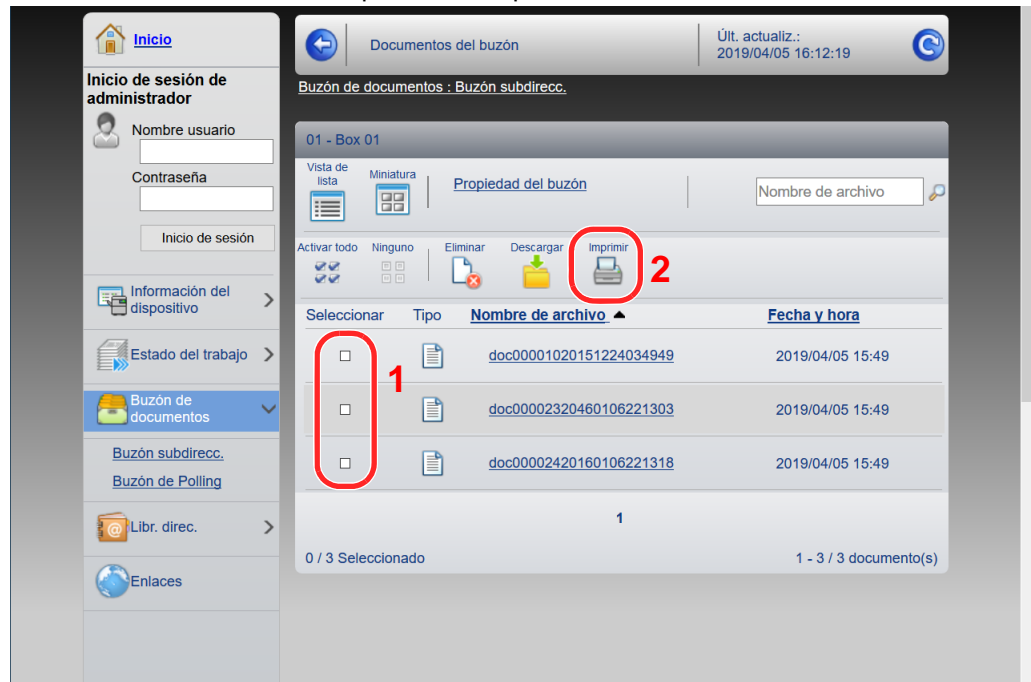 Inicio
Inicio de sesión de
administrador
Nombre usuario
Contraseña
Inicio de sesión
Información del
dispositivo
Estado del trabajo
Buzón de
documentos
Buzón subdirecc.
Buzón de Polling
Libr. direc.
Enlaces
Documentos del buzón
Últ. actualiz.:
2019/04/05 16:12:19
Buzón de documentos : Buzón subdirecc.
01 - Box 01
Vista de
lista
Miniatura
Propiedad del buzón
Nombre de archivo
Activar todo Ninguno Eliminar Descargar Imprimir
2
Seleccionar Tipo Nombre de archivo Fecha y hora
1
doc00001020151224034949 2019/04/05 15:49
doc00002320460106221303 2019/04/05 15:49
doc00002420160106221318 2019/04/05 15:49
1
0 / 3 Seleccionado 1 - 3 / 3 documento(s)